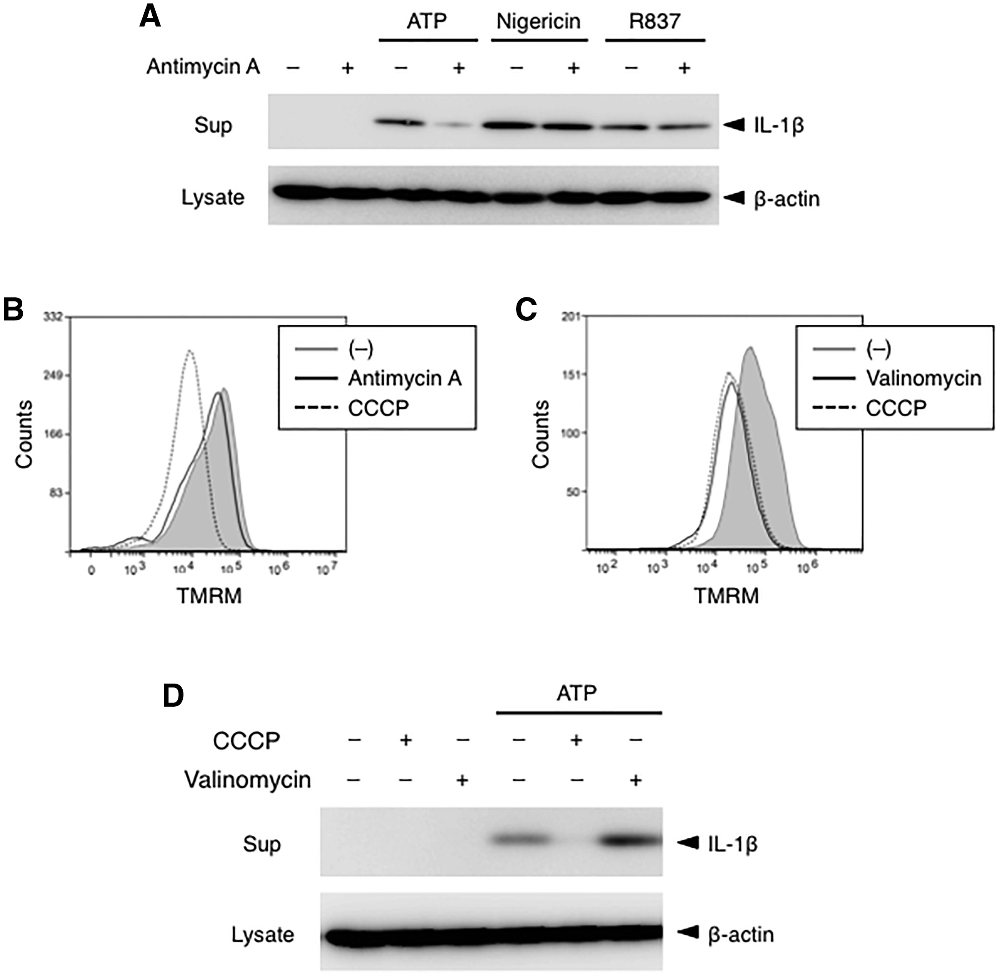 A
ATP Nigericin R837
Antimycin A − + − + − + − +
Sup IL-1β
Lysate β-actin
B
332
249
166
83
Counts
0 10^3 10^4 10^5 10^6 10^7
TMRM
(−)
Antimycin A
CCCP
C
201
151
100
50
Counts
10^2 10^3 10^4 10^5 10^6
TMRM
(−)
Valinomycin
CCCP
D
ATP
CCCP − + − − + −
Valinomycin − − + − − +
Sup IL-1β
Lysate β-actin